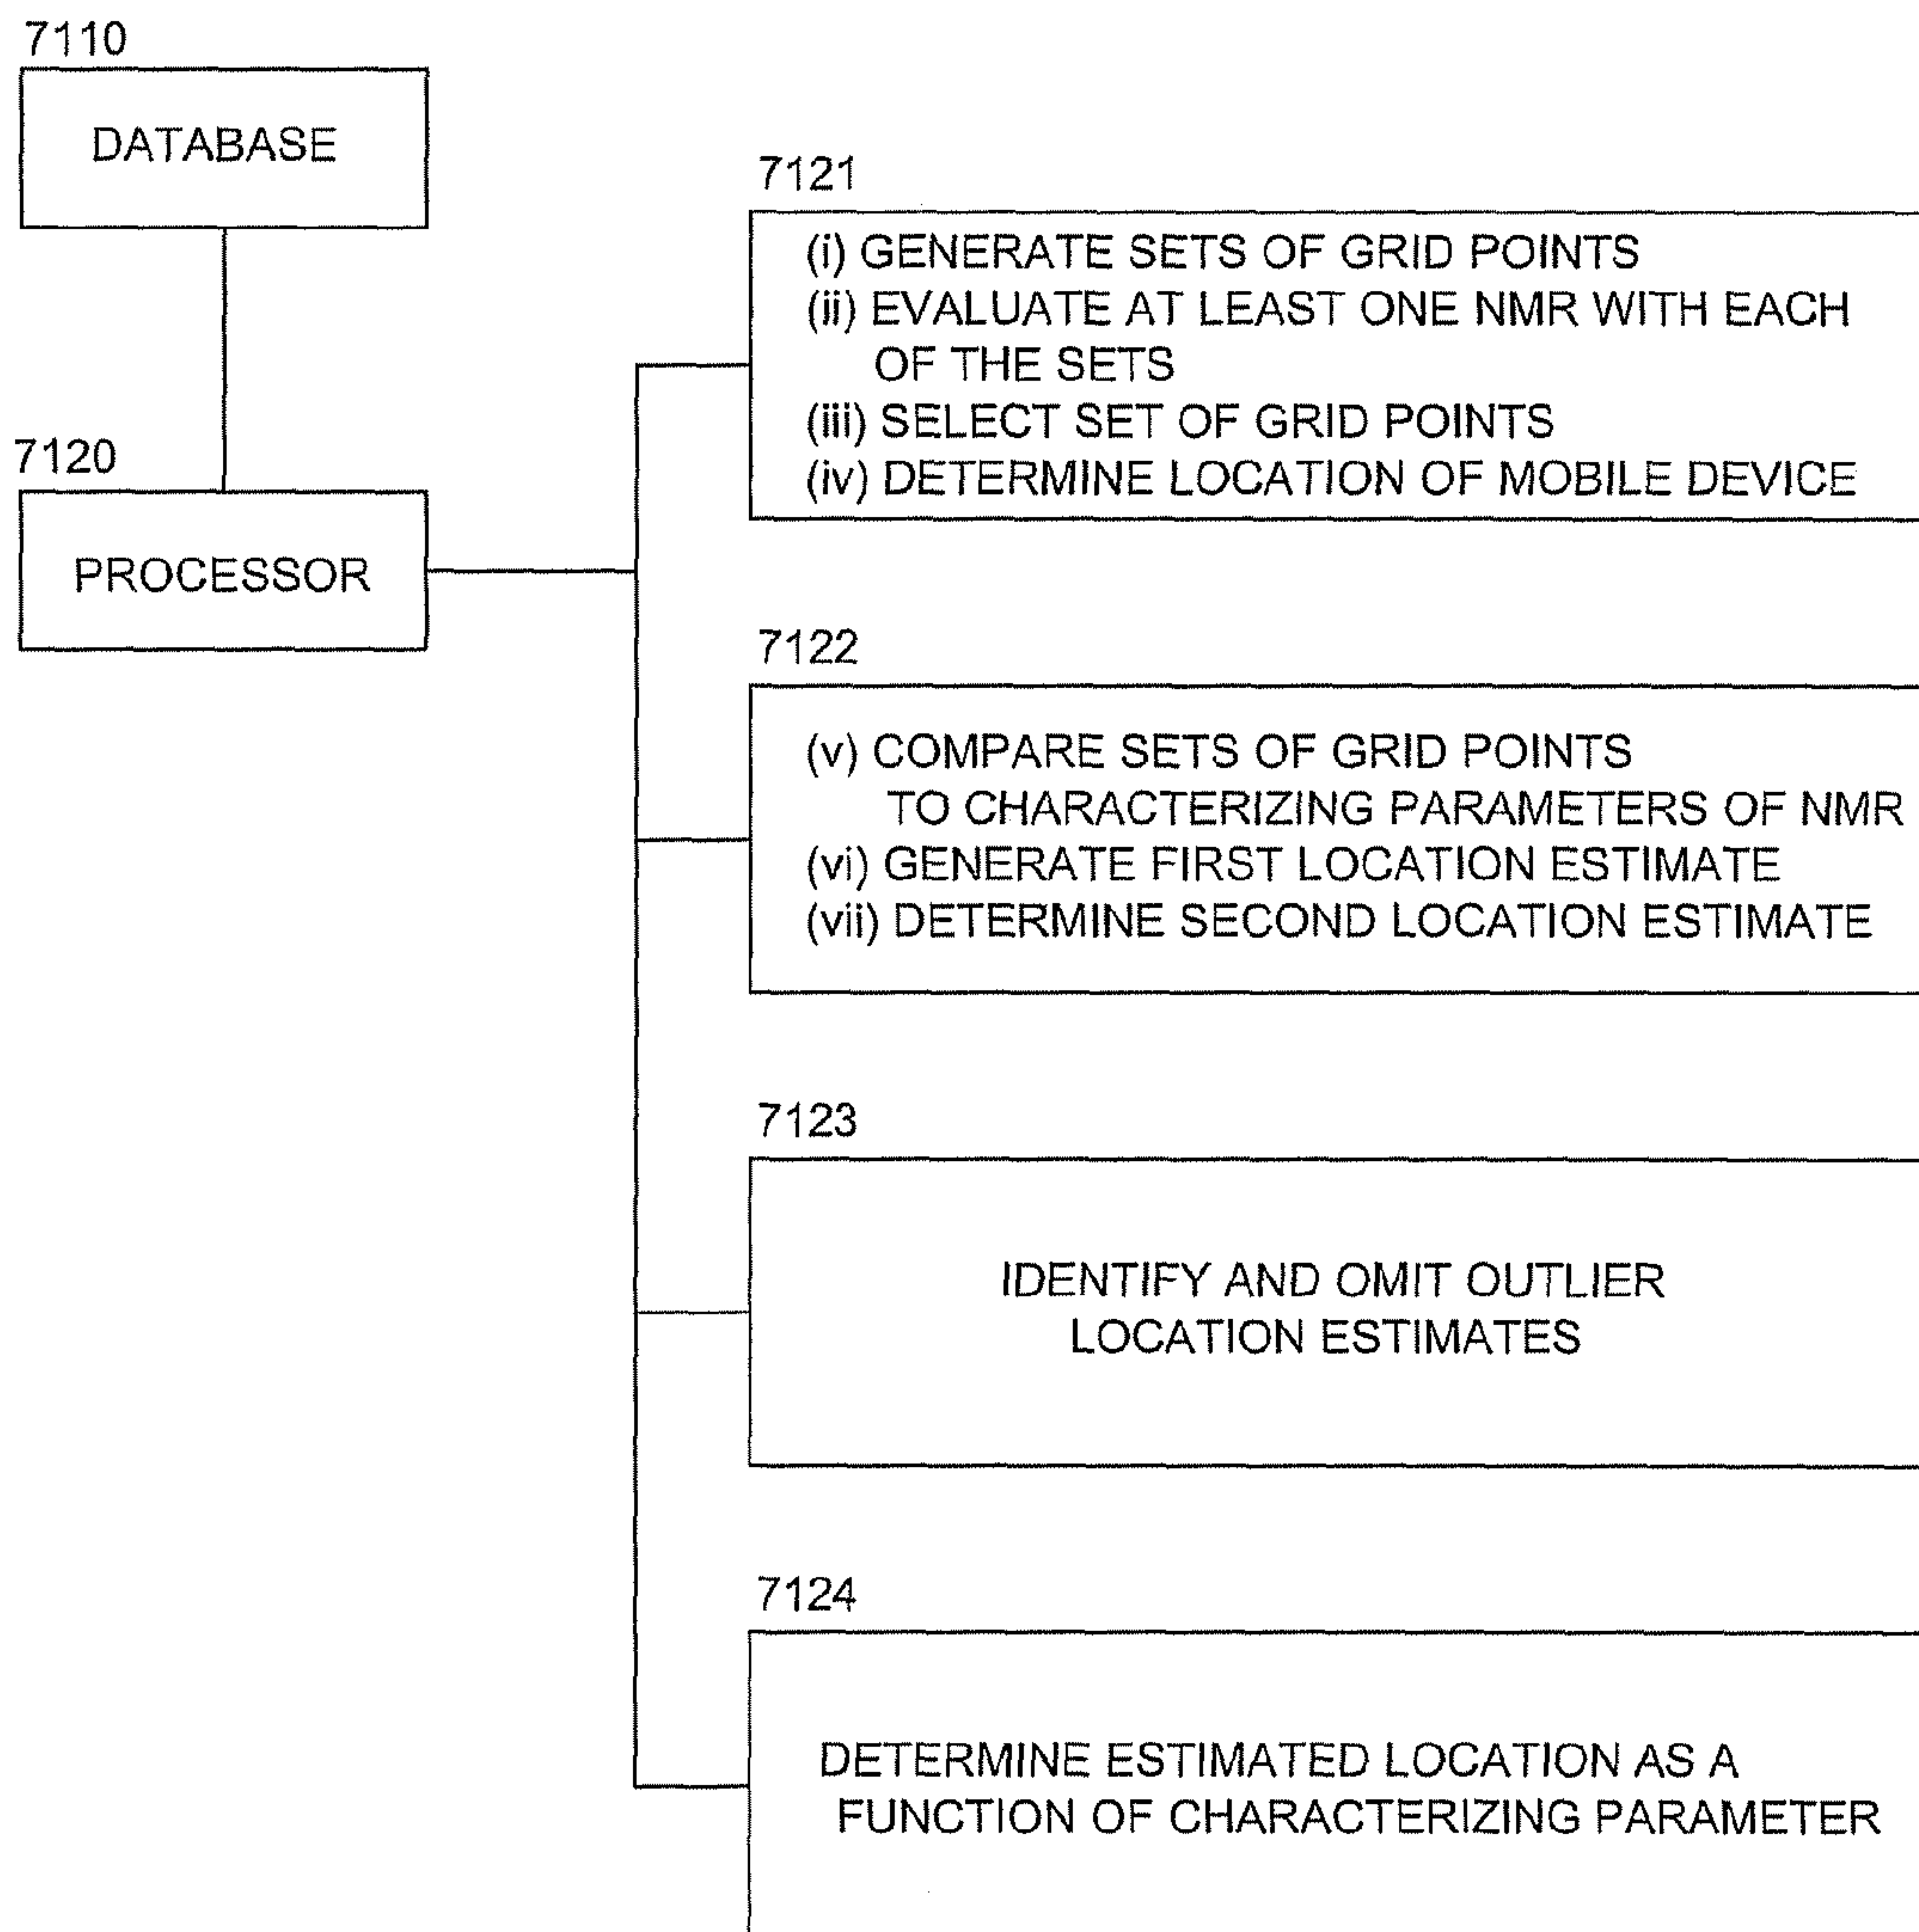 7110
DATABASE
7120
PROCESSOR
7121
(i) GENERATE SETS OF GRID POINTS
(ii) EVALUATE AT LEAST ONE NMR WITH EACH
OF THE SETS
(iii) SELECT SET OF GRID POINTS
(iv) DETERMINE LOCATION OF MOBILE DEVICE
7122
(v) COMPARE SETS OF GRID POINTS
TO CHARACTERIZING PARAMETERS OF NMR
(vi) GENERATE FIRST LOCATION ESTIMATE
(vii) DETERMINE SECOND LOCATION ESTIMATE
7123
IDENTIFY AND OMIT OUTLIER
LOCATION ESTIMATES
7124
DETERMINE ESTIMATED LOCATION AS A
FUNCTION OF CHARACTERIZING PARAMETER